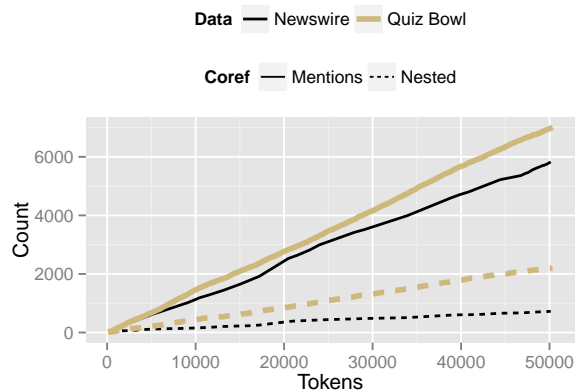 Data Newswire Quiz Bowl
Coref Mentions Nested
6000
4000
2000
0
Count
0 10000 20000 30000 40000 50000
Tokens